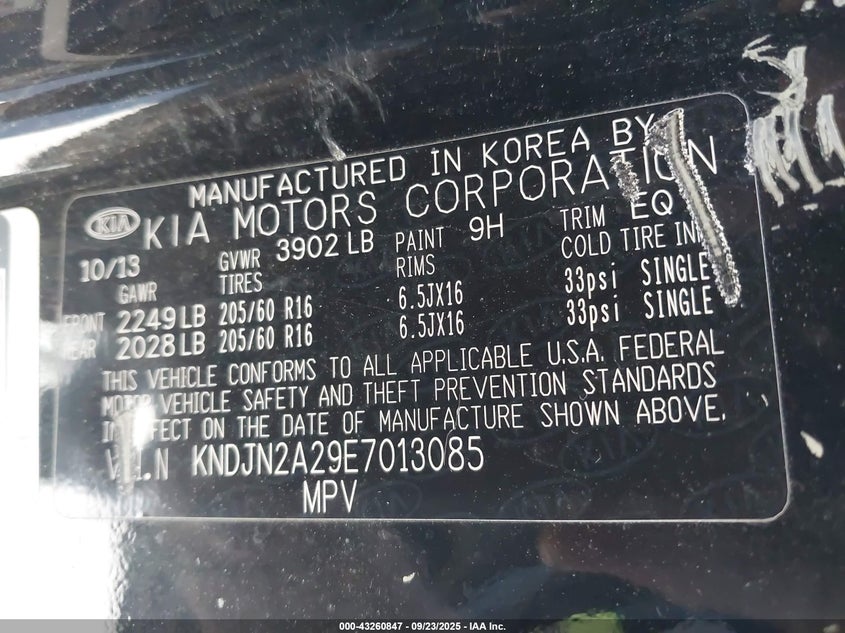 MANUFACTURED IN KOREA BY
KIA KIA MOTORS CORPORATION
10/13 GVWR 3902 LB PAINT 9H TRIM EQ
GAWR TIRES RIMS COLD TIRE INF
FRONT 2249 LB 205/60 R16 6.5JX16 33psi SINGLE
REAR 2028 LB 205/60 R16 6.5JX16 33psi SINGLE
THIS VEHICLE CONFORMS TO ALL APPLICABLE U.S.A. FEDERAL
MOTOR VEHICLE SAFETY AND THEFT PREVENTION STANDARDS
IN EFFECT ON THE DATE OF MANUFACTURE SHOWN ABOVE.
V.I.N KNDJN2A29E7013085
MPV
000-43260847 - 09/23/2025 - IAA Inc.